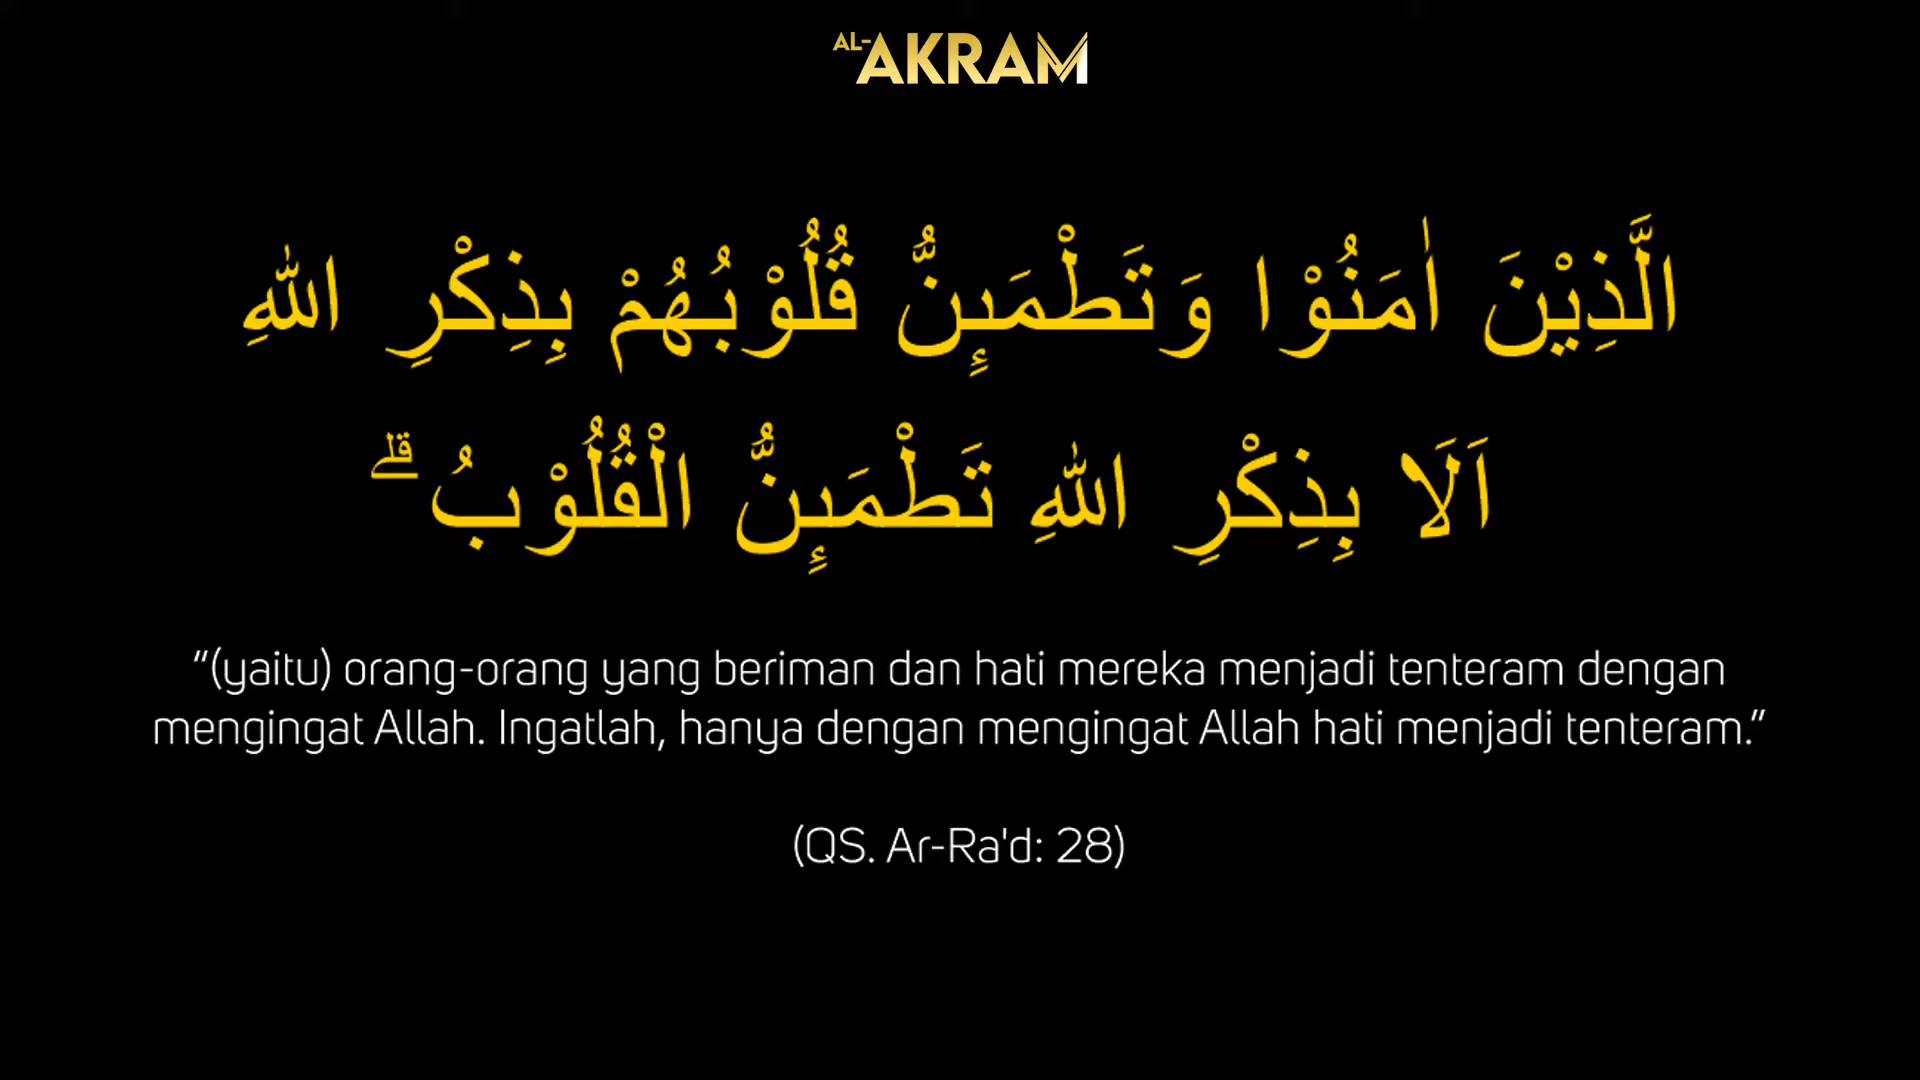 AL-AKRAM
الَّذِيْنَ اٰمَنُوْا وَتَطْمَىِٕنُّ قُلُوْبُهُمْ بِذِكْرِ اللّٰهِ
اَلَا بِذِكْرِ اللّٰهِ تَطْمَىِٕنُّ الْقُلُوْبُ ۗ
“(yaitu) orang-orang yang beriman dan hati mereka menjadi tenteram dengan
mengingat Allah. Ingatlah, hanya dengan mengingat Allah hati menjadi tenteram.”
(QS. Ar-Ra'd: 28)